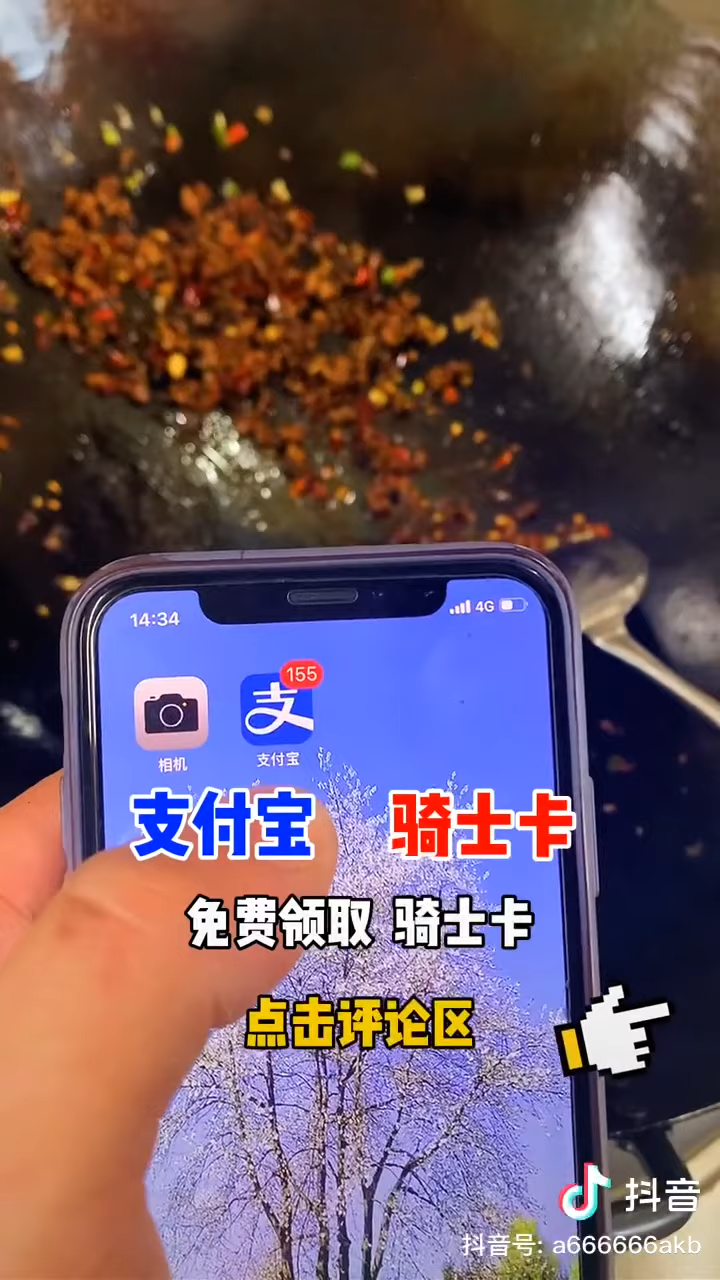 14:34
4G
155
支
相机
支付宝
支付宝 骑士卡
免费领取 骑士卡
点击评论区
抖音
抖音号: a666666akb